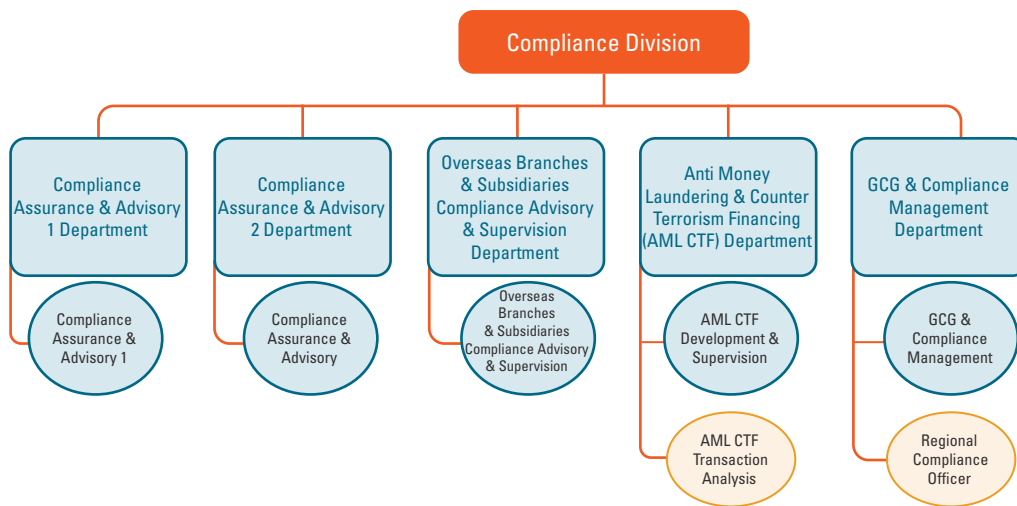 Compliance Division
Compliance
Assurance & Advisory
1 Department
Compliance
Assurance & Advisory
2 Department
Overseas Branches
& Subsidiaries
Compliance Advisory
& Supervision
Department
Anti Money
Laundering & Counter
Terrorism Financing
(AML CTF) Department
GCG & Compliance
Management
Department
Compliance
Assurance &
Advisory 1
Compliance
Assurance &
Advisory
Overseas
Branches
& Subsidiaries
Compliance Advisory
& Supervision
AML CTF
Development &
Supervision
GCG &
Compliance
Management
AML CTF
Transaction
Analysis
Regional
Compliance
Officer